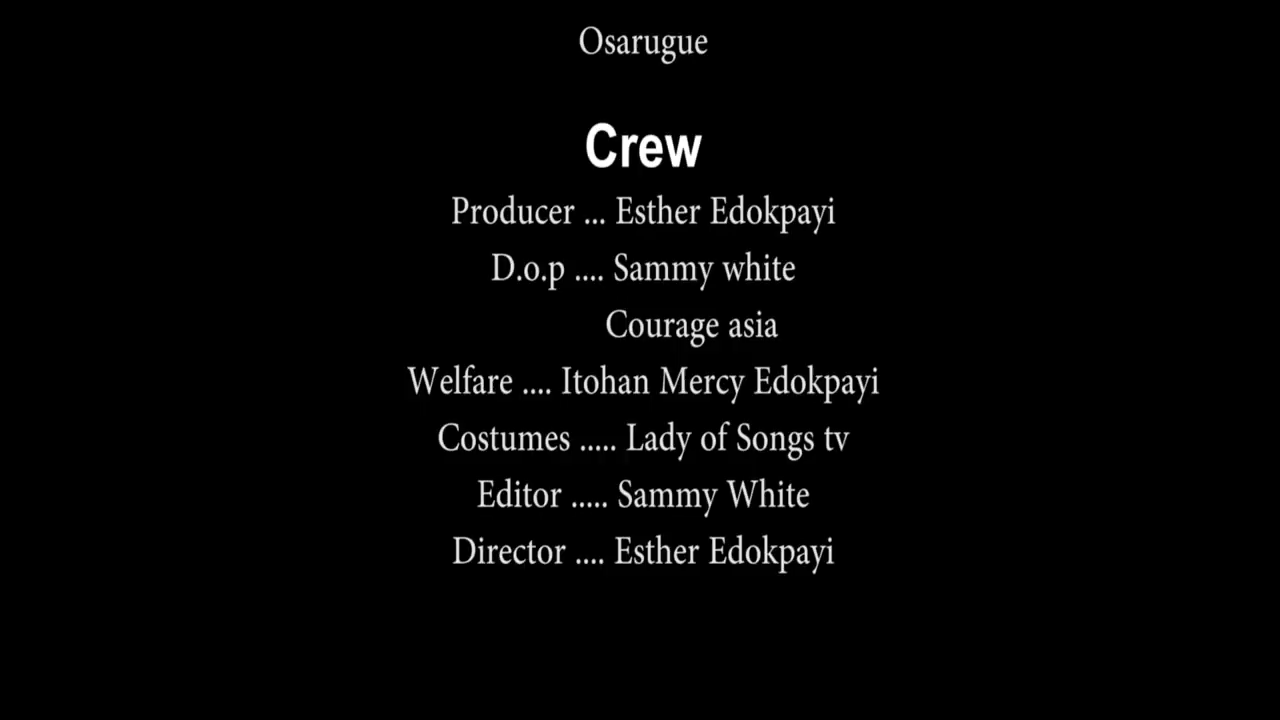 Osarugue
Crew
Producer ... Esther Edokpayi
D.o.p .... Sammy white
Courage asia
Welfare .... Itohan Mercy Edokpayi
Costumes ..... Lady of Songs tv
Editor ..... Sammy White
Director .... Esther Edokpayi